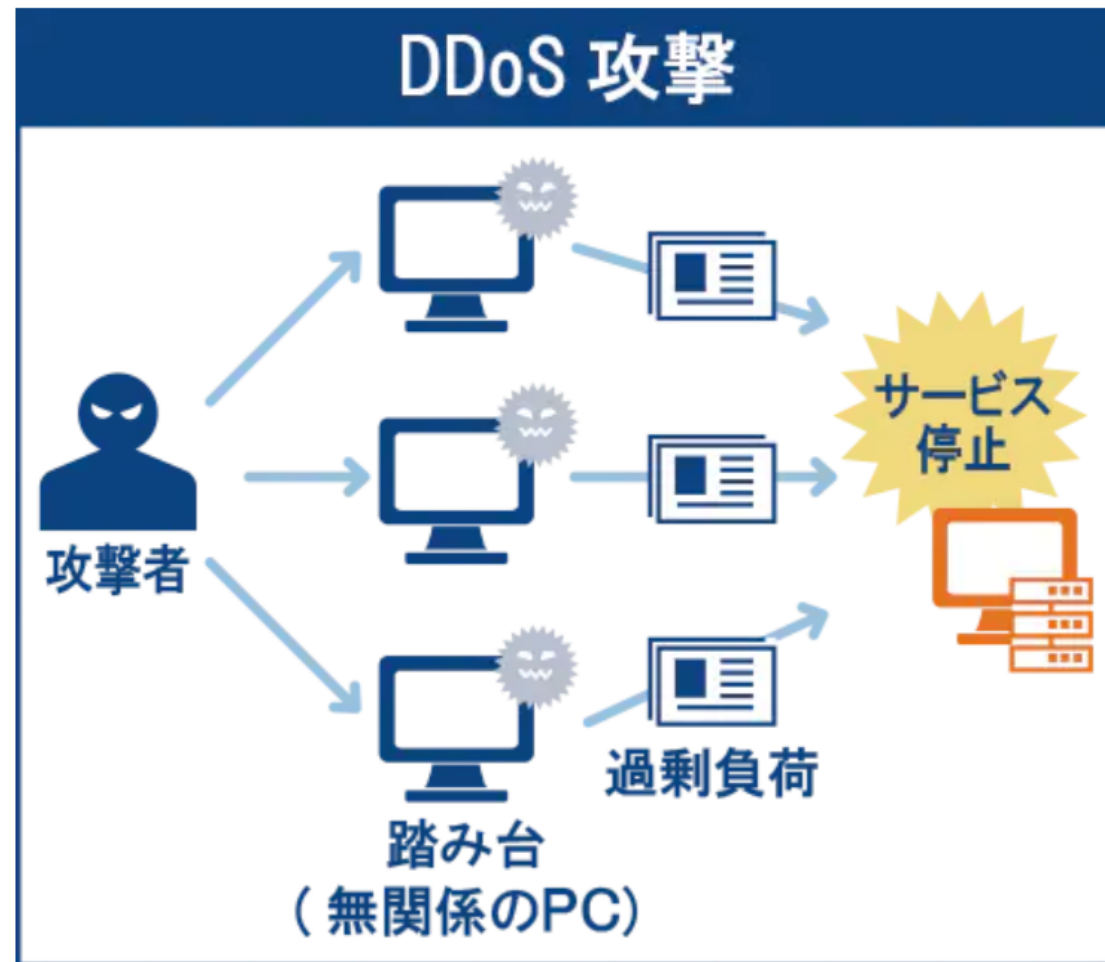 DDoS 攻撃
サービス
停止
攻撃者
過剰負荷
踏み台
( 無関係のPC)